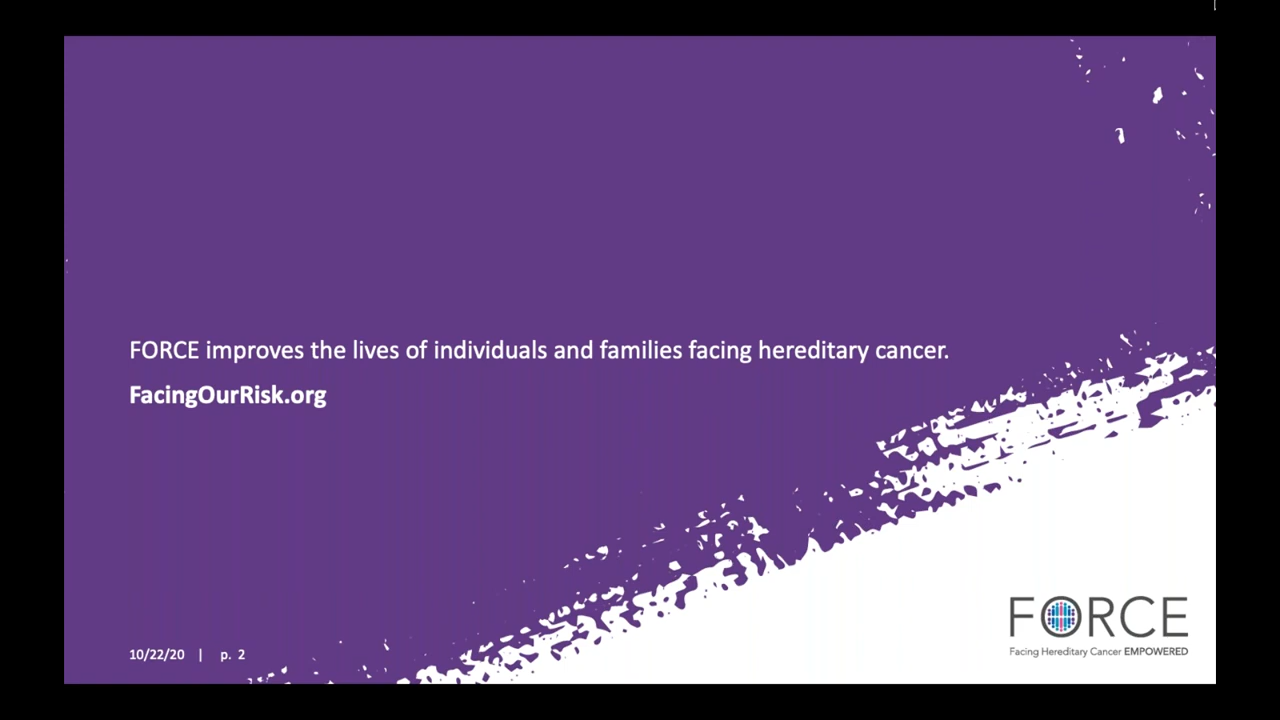 FORCE improves the lives of individuals and families facing hereditary cancer.
FacingOurRisk.org
10/22/20 | p. 2
FORCE
Facing Hereditary Cancer EMPOWERED